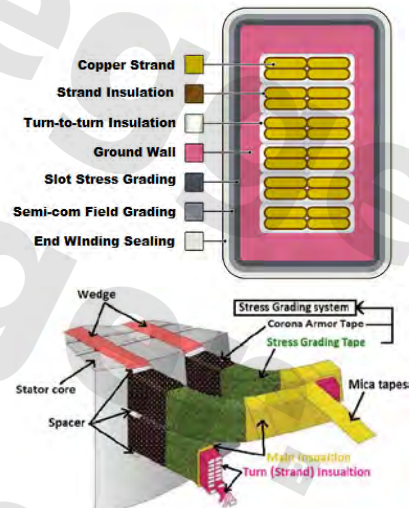 Copper Strand
Strand Insulation
Turn-to-turn Insulation
Ground Wall
Slot Stress Grading
Semi-com Field Grading
End WInding Sealing
Wedge
Stress Grading system
Corona Armor Tape
Stress Grading Tape
Stator core
Mica tapes
Spacer
Main Insualtion
Turn (Strand) Insualtion